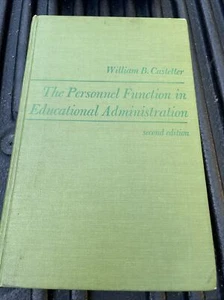 William B. Castetter
The Personnel Function in
Educational Administration
second edition